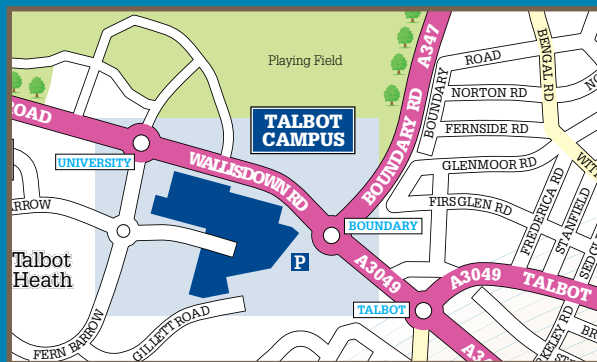 Playing Field
A347
ROAD
BENGAL RD
BOUNDARY
NORTON RD
TALBOT
CAMPUS
ROAD
BOUNDARY RD
FERNSIDE RD
UNIVERSITY
WALLISDOWN RD
GLENMOOR RD
FIRSGLEN RD
FREDERICA RD
STANFIELD
BOUNDARY
Talbot
Heath
P
A3049
A3049
TALBOT
TALBOT
GILLETT ROAD
FERN BARROW